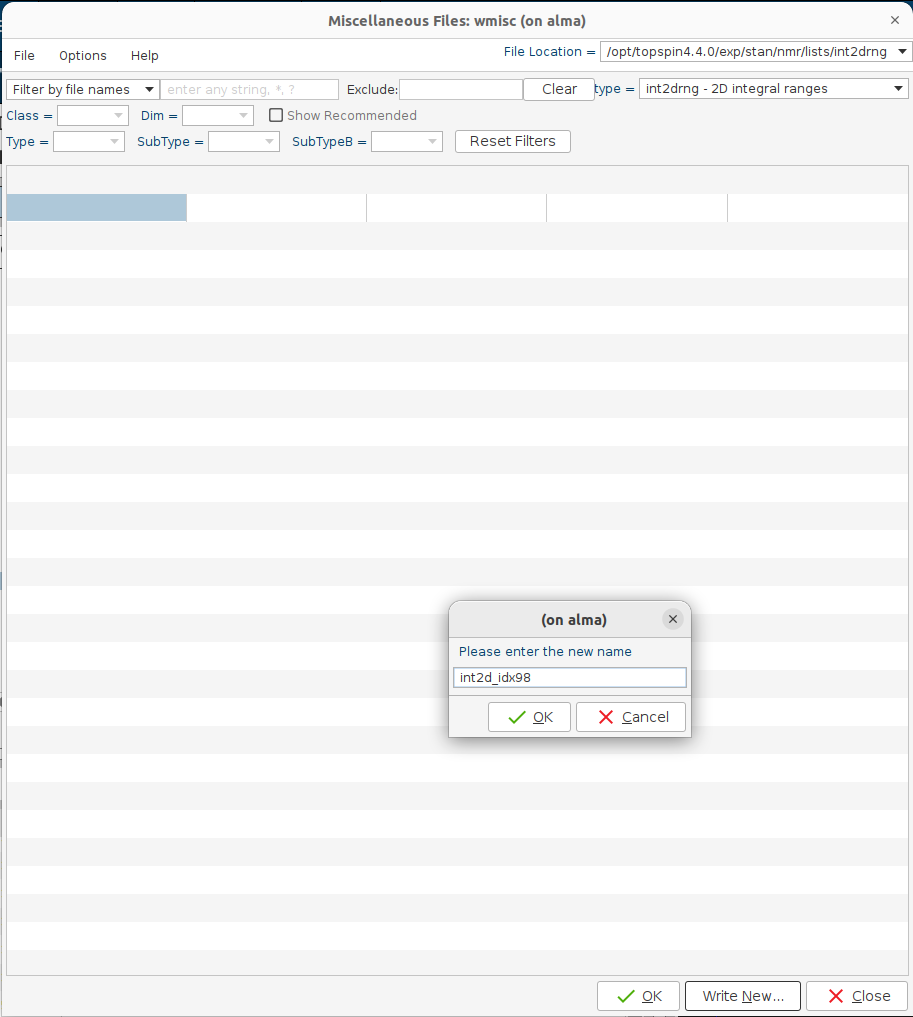 Miscellaneous Files: wmisc (on alma)
File Options Help File Location = /opt/topspin4.4.0/exp/stan/nmr/lists/int2drng
Filter by file names enter any string, *, ? Exclude: Clear type = int2drng - 2D integral ranges
Class = Dim = Show Recommended
Type = SubType = SubTypeB = Reset Filters
(on alma)
Please enter the new name
int2d_idx98
OK Cancel
OK Write New... Close